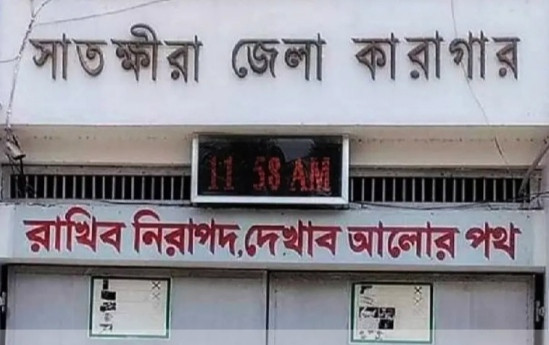 সাতক্ষীরা জেলা কারাগার
11 58 AM
রাখিব নিরাপদ,দেখাব আলোর পথ